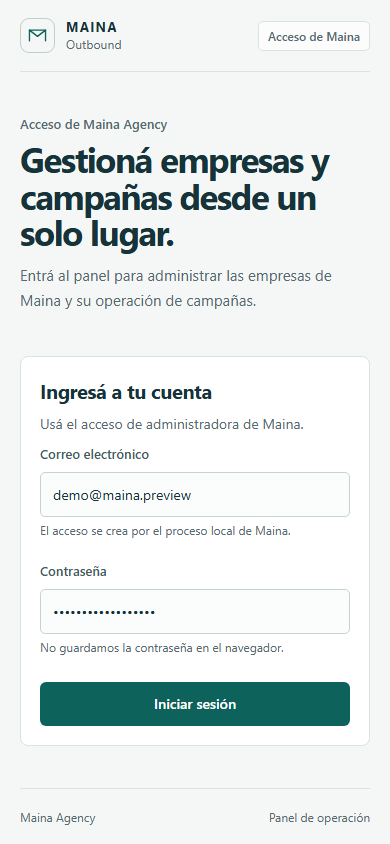 MAINA
Outbound
Acceso de Maina
Acceso de Maina Agency
Gestioná empresas y
campañas desde un
solo lugar.
Entrá al panel para administrar las empresas de
Maina y su operación de campañas.
Ingresá a tu cuenta
Usá el acceso de administradora de Maina.
Correo electrónico
demo@maina.preview
El acceso se crea por el proceso local de Maina.
Contraseña
••••••••••••••••••
No guardamos la contraseña en el navegador.
Iniciar sesión
Maina Agency
Panel de operación